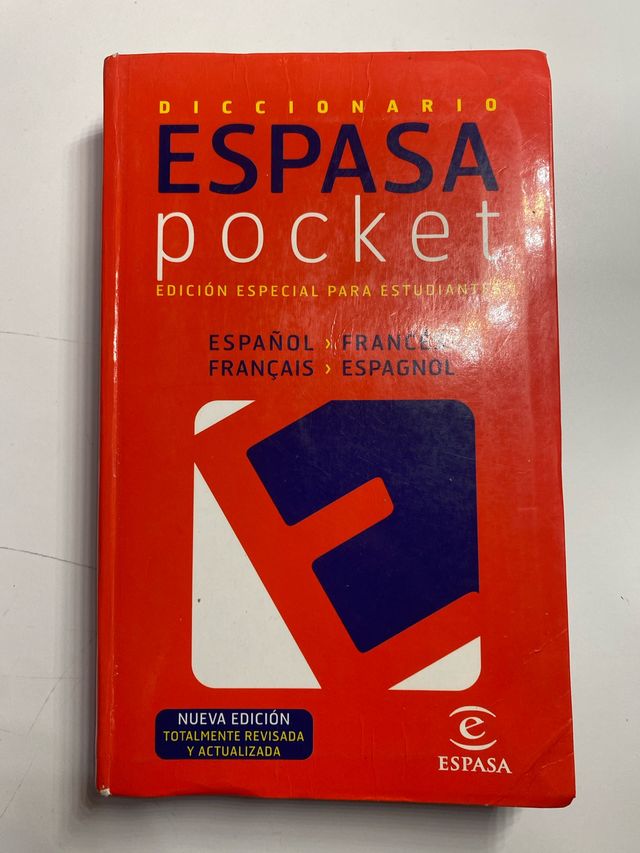 DICCIONARIO
ESPASA
pocket
EDICIÓN ESPECIAL PARA ESTUDIANTES
ESPAÑOL › FRANCÉS
FRANÇAIS › ESPAGNOL
NUEVA EDICIÓN
TOTALMENTE REVISADA
Y ACTUALIZADA
e
ESPASA